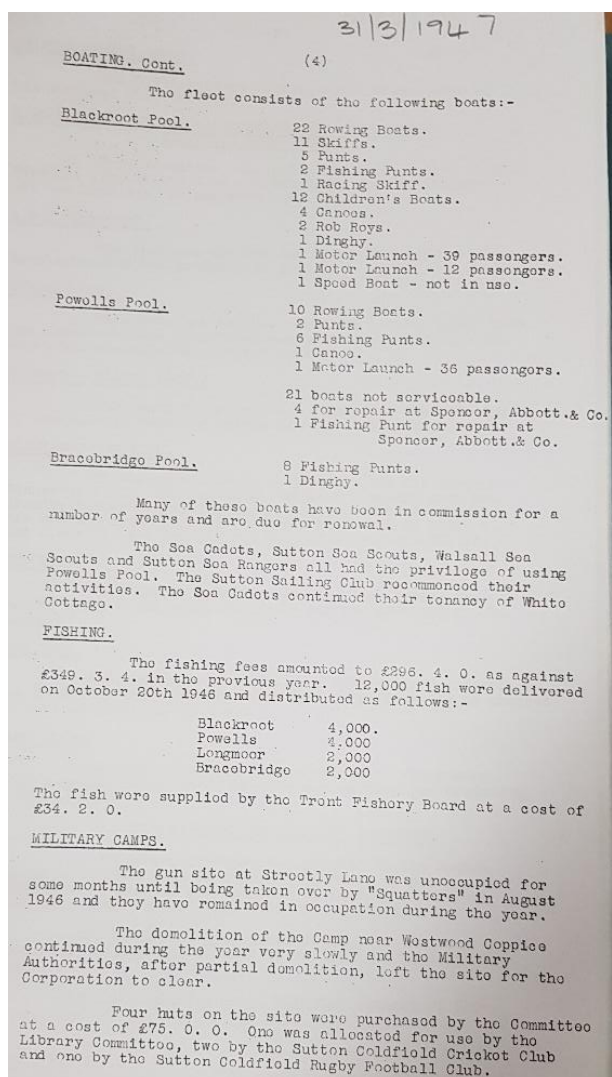 31/3/1947
BOATING. Cont. (4)
The fleet consists of the following boats:-
Blackroot Pool. 22 Rowing Boats.
11 Skiffs.
5 Punts.
2 Fishing Punts.
1 Racing Skiff.
12 Children's Boats.
4 Canoes.
2 Rob Roys.
1 Dinghy.
1 Motor Launch - 39 passengers.
1 Motor Launch - 12 passengers.
1 Speed Boat - not in use.
Powells Pool. 10 Rowing Boats.
2 Punts.
6 Fishing Punts.
1 Canoe.
1 Motor Launch - 36 passengers.
21 boats not serviceable.
4 for repair at Spencer, Abbott.& Co.
1 Fishing Punt for repair at
Spencer, Abbott.& Co.
Bracebridge Pool. 8 Fishing Punts.
1 Dinghy.
Many of these boats have been in commission for a
number of years and are due for renewal.
The Sea Cadets, Sutton Sea Scouts, Walsall Sea
Scouts and Sutton Sea Rangers all had the privilege of using
Powells Pool. The Sutton Sailing Club recommenced their
activities. The Sea Cadets continued their tenancy of White
Cottage.
FISHING.
The fishing fees amounted to £296. 4. 0. as against
£349. 3. 4. in the previous year. 12,000 fish were delivered
on October 20th 1946 and distributed as follows:-
Blackroot 4,000.
Powells 4,000
Longmoor 2,000
Bracebridge 2,000
The fish were supplied by the Trent Fishery Board at a cost of
£34. 2. 0.
MILITARY CAMPS.
The gun site at Streetly Lane was unoccupied for
some months until being taken over by "Squatters" in August
1946 and they have remained in occupation during the year.
The demolition of the Camp near Westwood Coppice
continued during the year very slowly and the Military
Authorities, after partial demolition, left the site for the
Corporation to clear.
Four huts on the site were purchased by the Committee
at a cost of £75. 0. 0. One was allocated for use by the
Library Committee, two by the Sutton Coldfield Cricket Club
and one by the Sutton Coldfield Rugby Football Club.